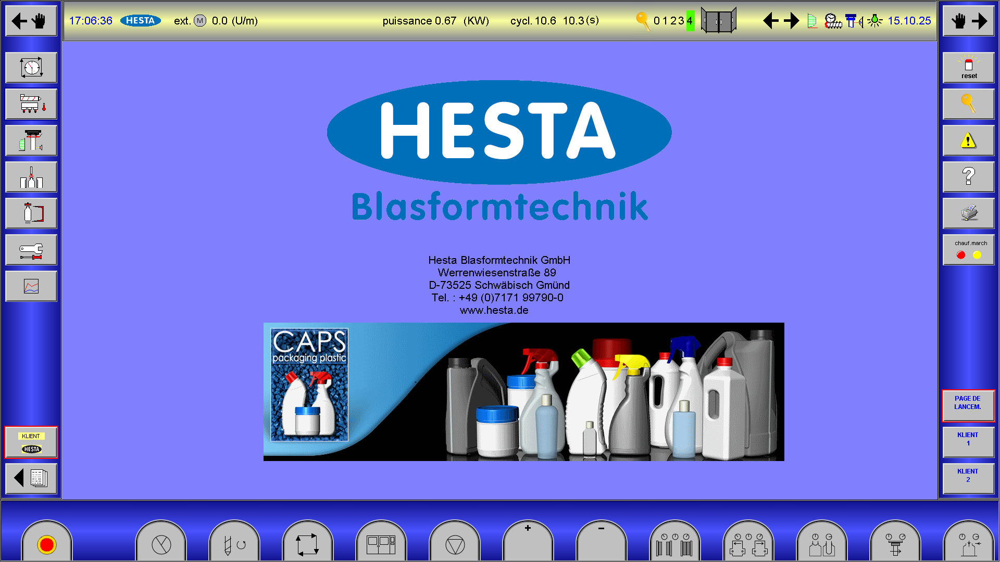 17:06:36 HESTA ext. M 0.0 (U/m) puissance 0.67 (KW) cycl. 10.6 10.3 (s) 0 1 2 3 4 15.10.25
reset
HESTA
Blasformtechnik
chauf.march
Hesta Blasformtechnik GmbH
Werrenwiesenstraße 89
D-73525 Schwäbisch Gmünd
Tel. : +49 (0)7171 99790-0
www.hesta.de
CAPS
packaging plastic
PAGE DE
LANCEM.
KLIENT
HESTA
KLIENT
1
KLIENT
2